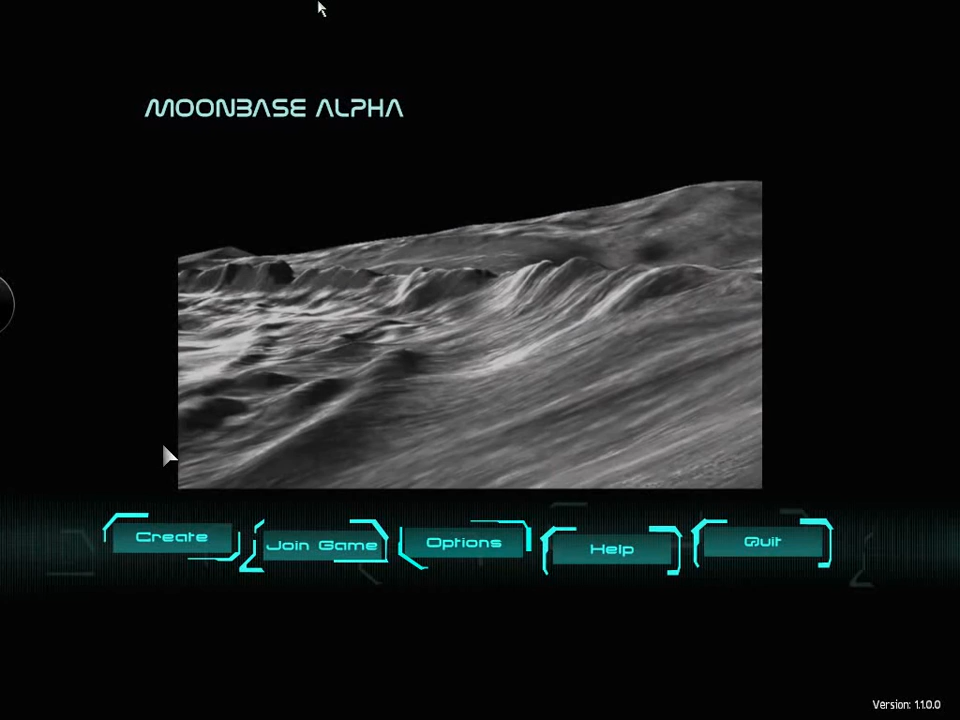 MOONBASE ALPHA
Create
Join Game
Options
Help
Quit
Version: 1.1.0.0